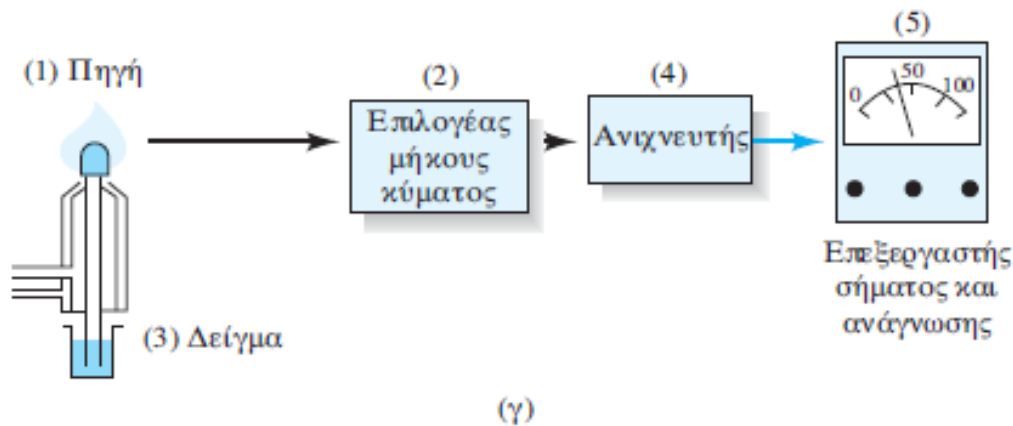 (1) Πηγή
(2)
Επιλογέας
μήκους
κύματος
(3) Δείγμα
(4)
Ανιχνευτής
(5)
0 50 100
Επεξεργαστής
σήματος και
ανάγνωσης
(γ)